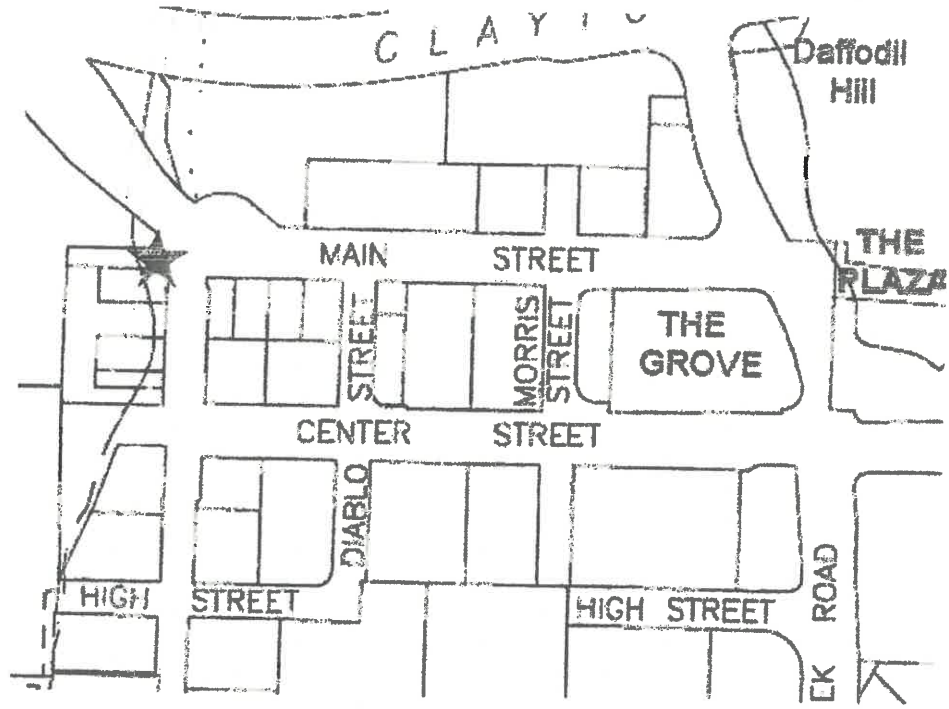 CLAYTO
Daffodil
Hill
MAIN STREET
THE
PLAZA
DIABLO STREET
MORRIS
STREET
THE
GROVE
CENTER STREET
HIGH STREET
HIGH STREET
EK ROAD